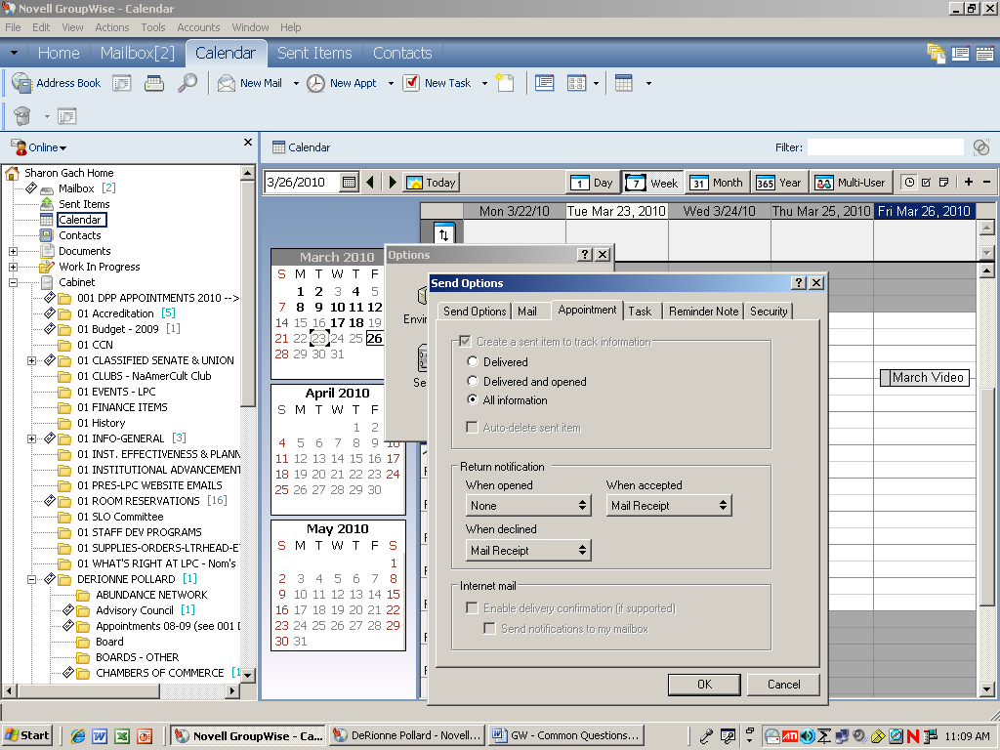 Novell GroupWise - Calendar
File Edit View Actions Tools Accounts Window Help
Home Mailbox[2] Calendar Sent Items Contacts
Address Book New Mail New Appt New Task
Online
Calendar Filter:
Sharon Gach Home
Mailbox [2]
Sent Items
Calendar
Contacts
Documents
Work In Progress
Cabinet
001 DPP APPOINTMENTS 2010 -->
01 Accreditation [5]
01 Budget - 2009 [1]
01 CCN
01 CLASSIFIED SENATE & UNION
01 CLUBS - NaAmerCult Club
01 EVENTS - LPC
01 FINANCE ITEMS
01 History
01 INFO-GENERAL [3]
01 INST. EFFECTIVENESS & PLANN
01 INSTITUTIONAL ADVANCEMENT
01 PRES-LPC WEBSITE EMAILS
01 ROOM RESERVATIONS [16]
01 SLO Committee
01 STAFF DEV PROGRAMS
01 SUPPLIES-ORDERS-LTRHEAD-E
01 WHAT'S RIGHT AT LPC - Nom's
DERIONNE POLLARD [1]
ABUNDANCE NETWORK
Advisory Council [1]
Appointments 08-09 (see 001 D
Board
BOARDS - OTHER
CHAMBERS OF COMMERCE [1
3/26/2010 Today 1 Day 7 Week 31 Month 365 Year Multi-User
Mon 3/22/10 Tue Mar 23, 2010 Wed 3/24/10 Thu Mar 25, 2010 Fri Mar 26, 2010
March 2010
S M T W T F
1 2 3 4 5
7 8 9 10 11 12
14 15 16 17 18 19
21 22 23 24 25 26
28 29 30 31
April 2010
S M T W T F
1 2
4 5 6 7 8 9 10
11 12 13 14 15 16 17
18 19 20 21 22 23 24
25 26 27 28 29 30
May 2010
S M T W T F S
1
2 3 4 5 6 7 8
9 10 11 12 13 14 15
16 17 18 19 20 21 22
23 24 25 26 27 28 29
30 31
March Video
Options
Envir
Se
Send Options
Send Options Mail Appointment Task Reminder Note Security
Create a sent item to track information
Delivered
Delivered and opened
All information
Auto-delete sent item
Return notification
When opened When accepted
None Mail Receipt
When declined
Mail Receipt
Internet mail
Enable delivery confirmation (if supported)
Send notifications to my mailbox
OK Cancel
Start Novell GroupWise - Ca... DeRionne Pollard - Novell... GW - Common Questions... 11:09 AM